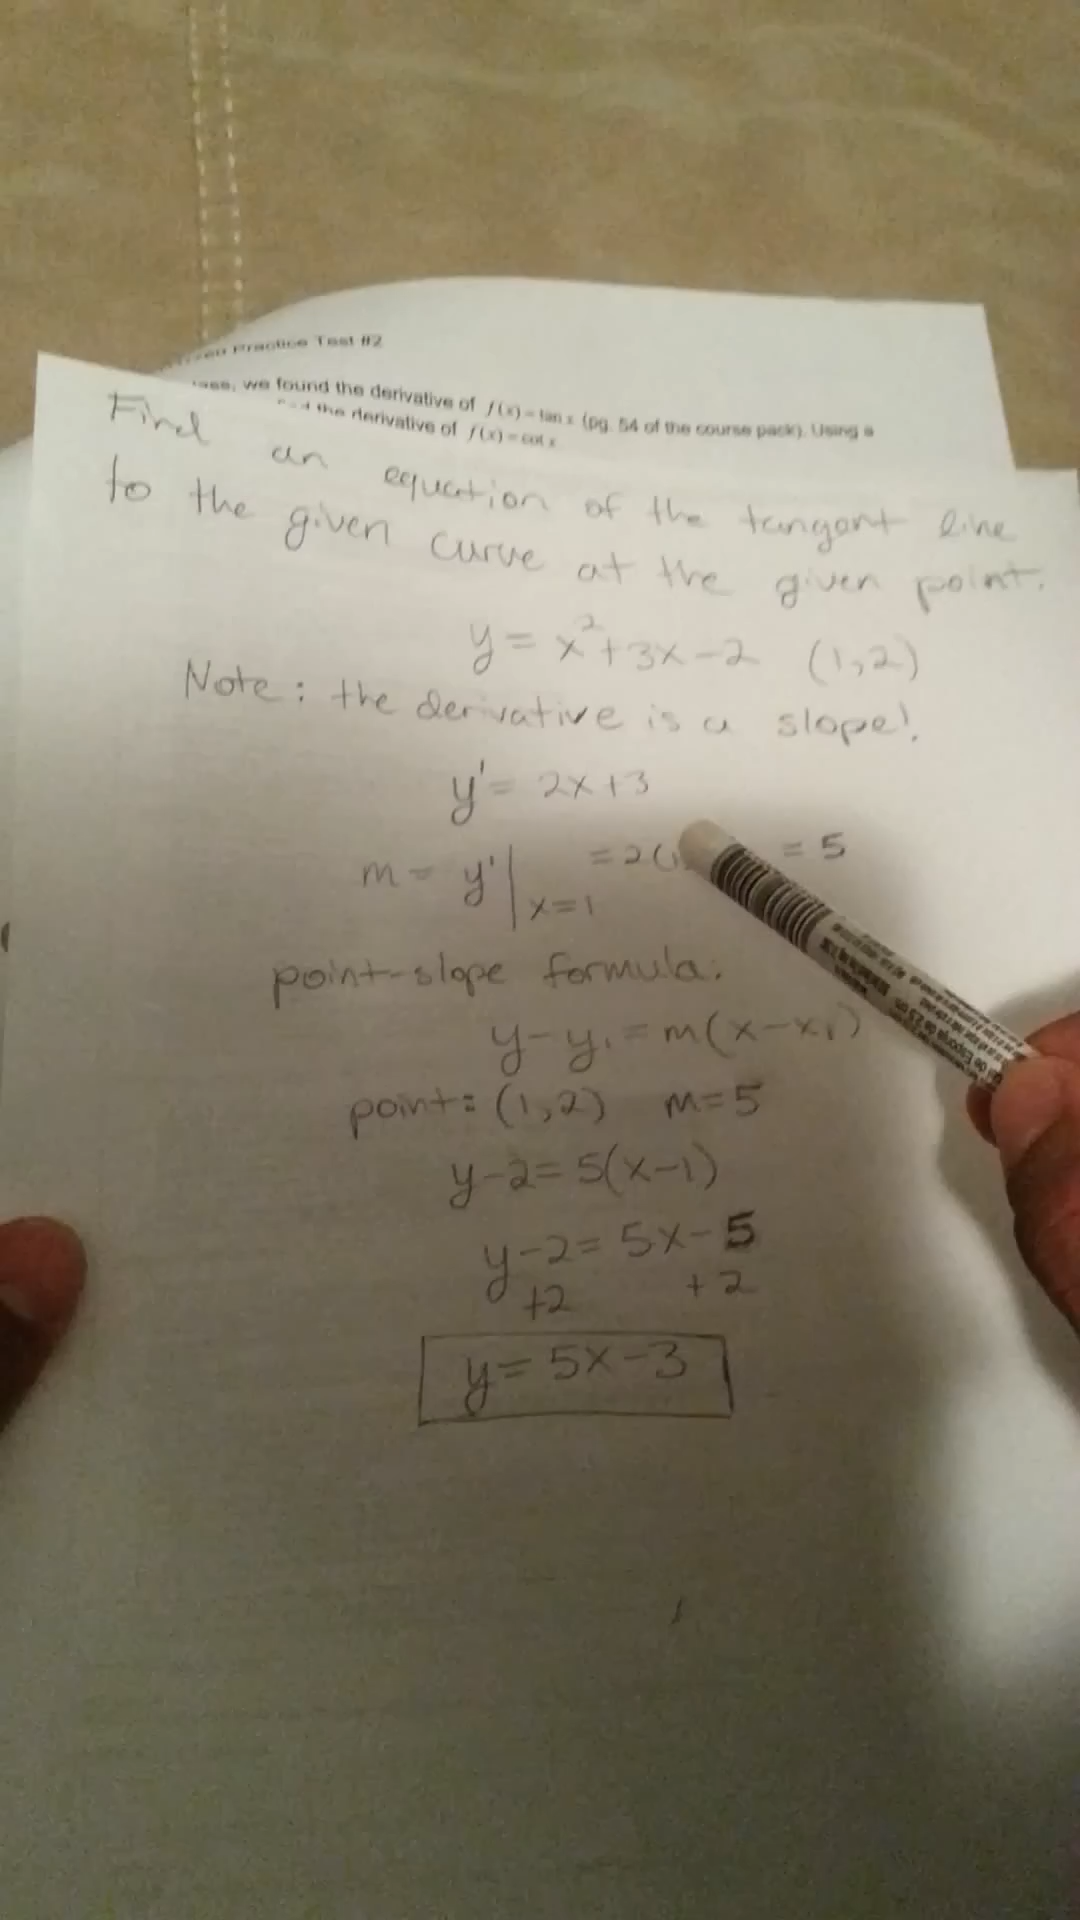 Practice Test #2
we found the derivative of f(x) = tan x (pg. 54 of the course pack). Using a
the derivative of f(x) = cot x
Find an equation of the tangent line
to the given curve at the given point.
y = x² + 3x - 2 (1,2)
Note: the derivative is a slope!
y' = 2x + 3
m = y' | x=1 = 2(1 = 5
point-slope formula:
y - y₁ = m(x - x₁)
point: (1,2) m = 5
y - 2 = 5(x - 1)
y - 2 = 5x - 5
+2 +2
y = 5x - 3